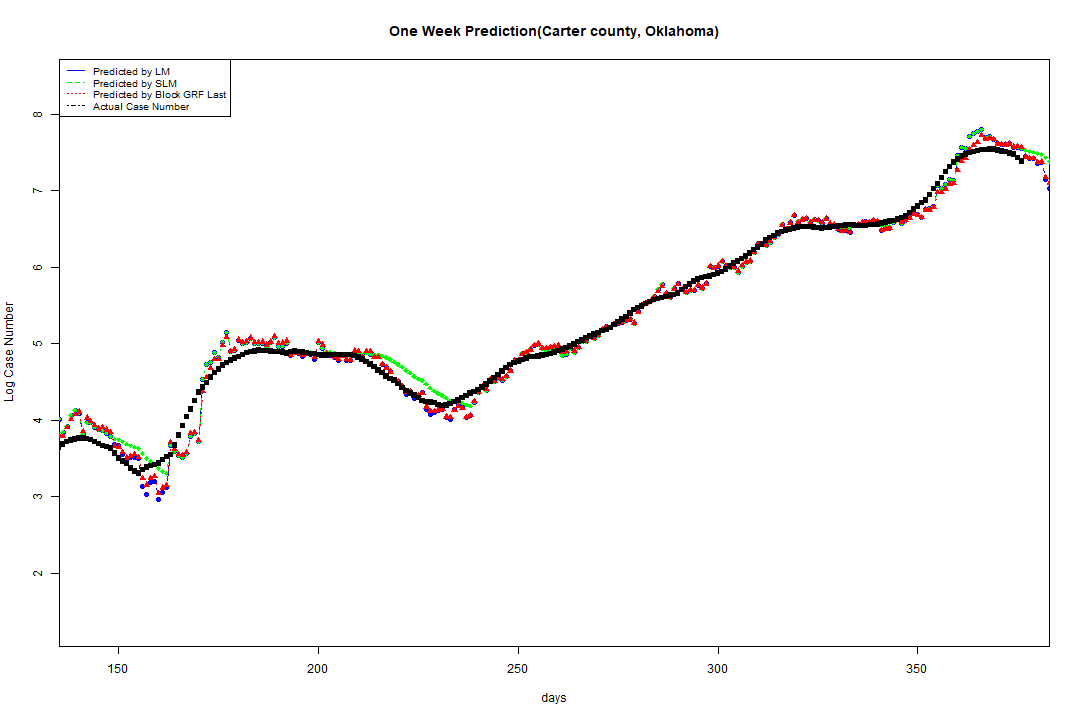 One Week Prediction(Carter county, Oklahoma)
Predicted by LM
Predicted by SLM
Predicted by Block GRF Last
Actual Case Number
8
7
6
5
4
3
2
Log Case Number
150 200 250 300 350
days